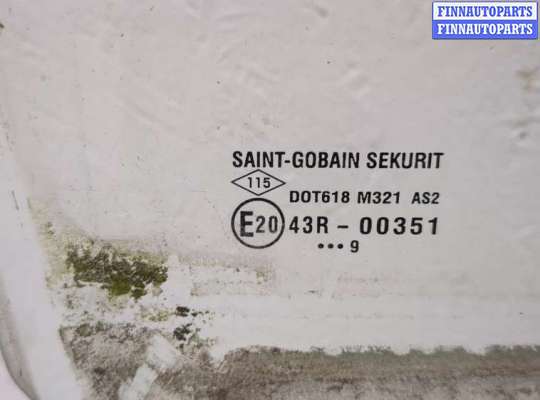 FINNAUTOPARTS
FINNAUTOPARTS
SAINT-GOBAIN SEKURIT
115 DOT618 M321 AS2
E20 43R - 00351
••• 9